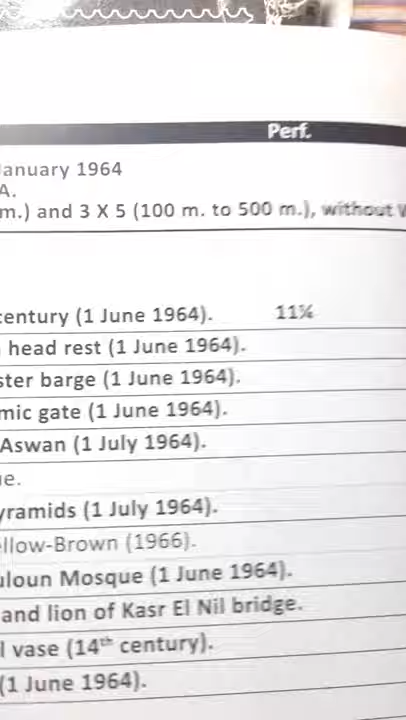 Perf.
January 1964
A.
m.) and 3 X 5 (100 m. to 500 m.), without
century (1 June 1964). 11¼
head rest (1 June 1964).
ster barge (1 June 1964).
mic gate (1 June 1964).
Aswan (1 July 1964).
ue.
yramids (1 July 1964).
ellow-Brown (1966).
uloun Mosque (1 June 1964).
and lion of Kasr El Nil bridge.
l vase (14th century).
(1 June 1964).